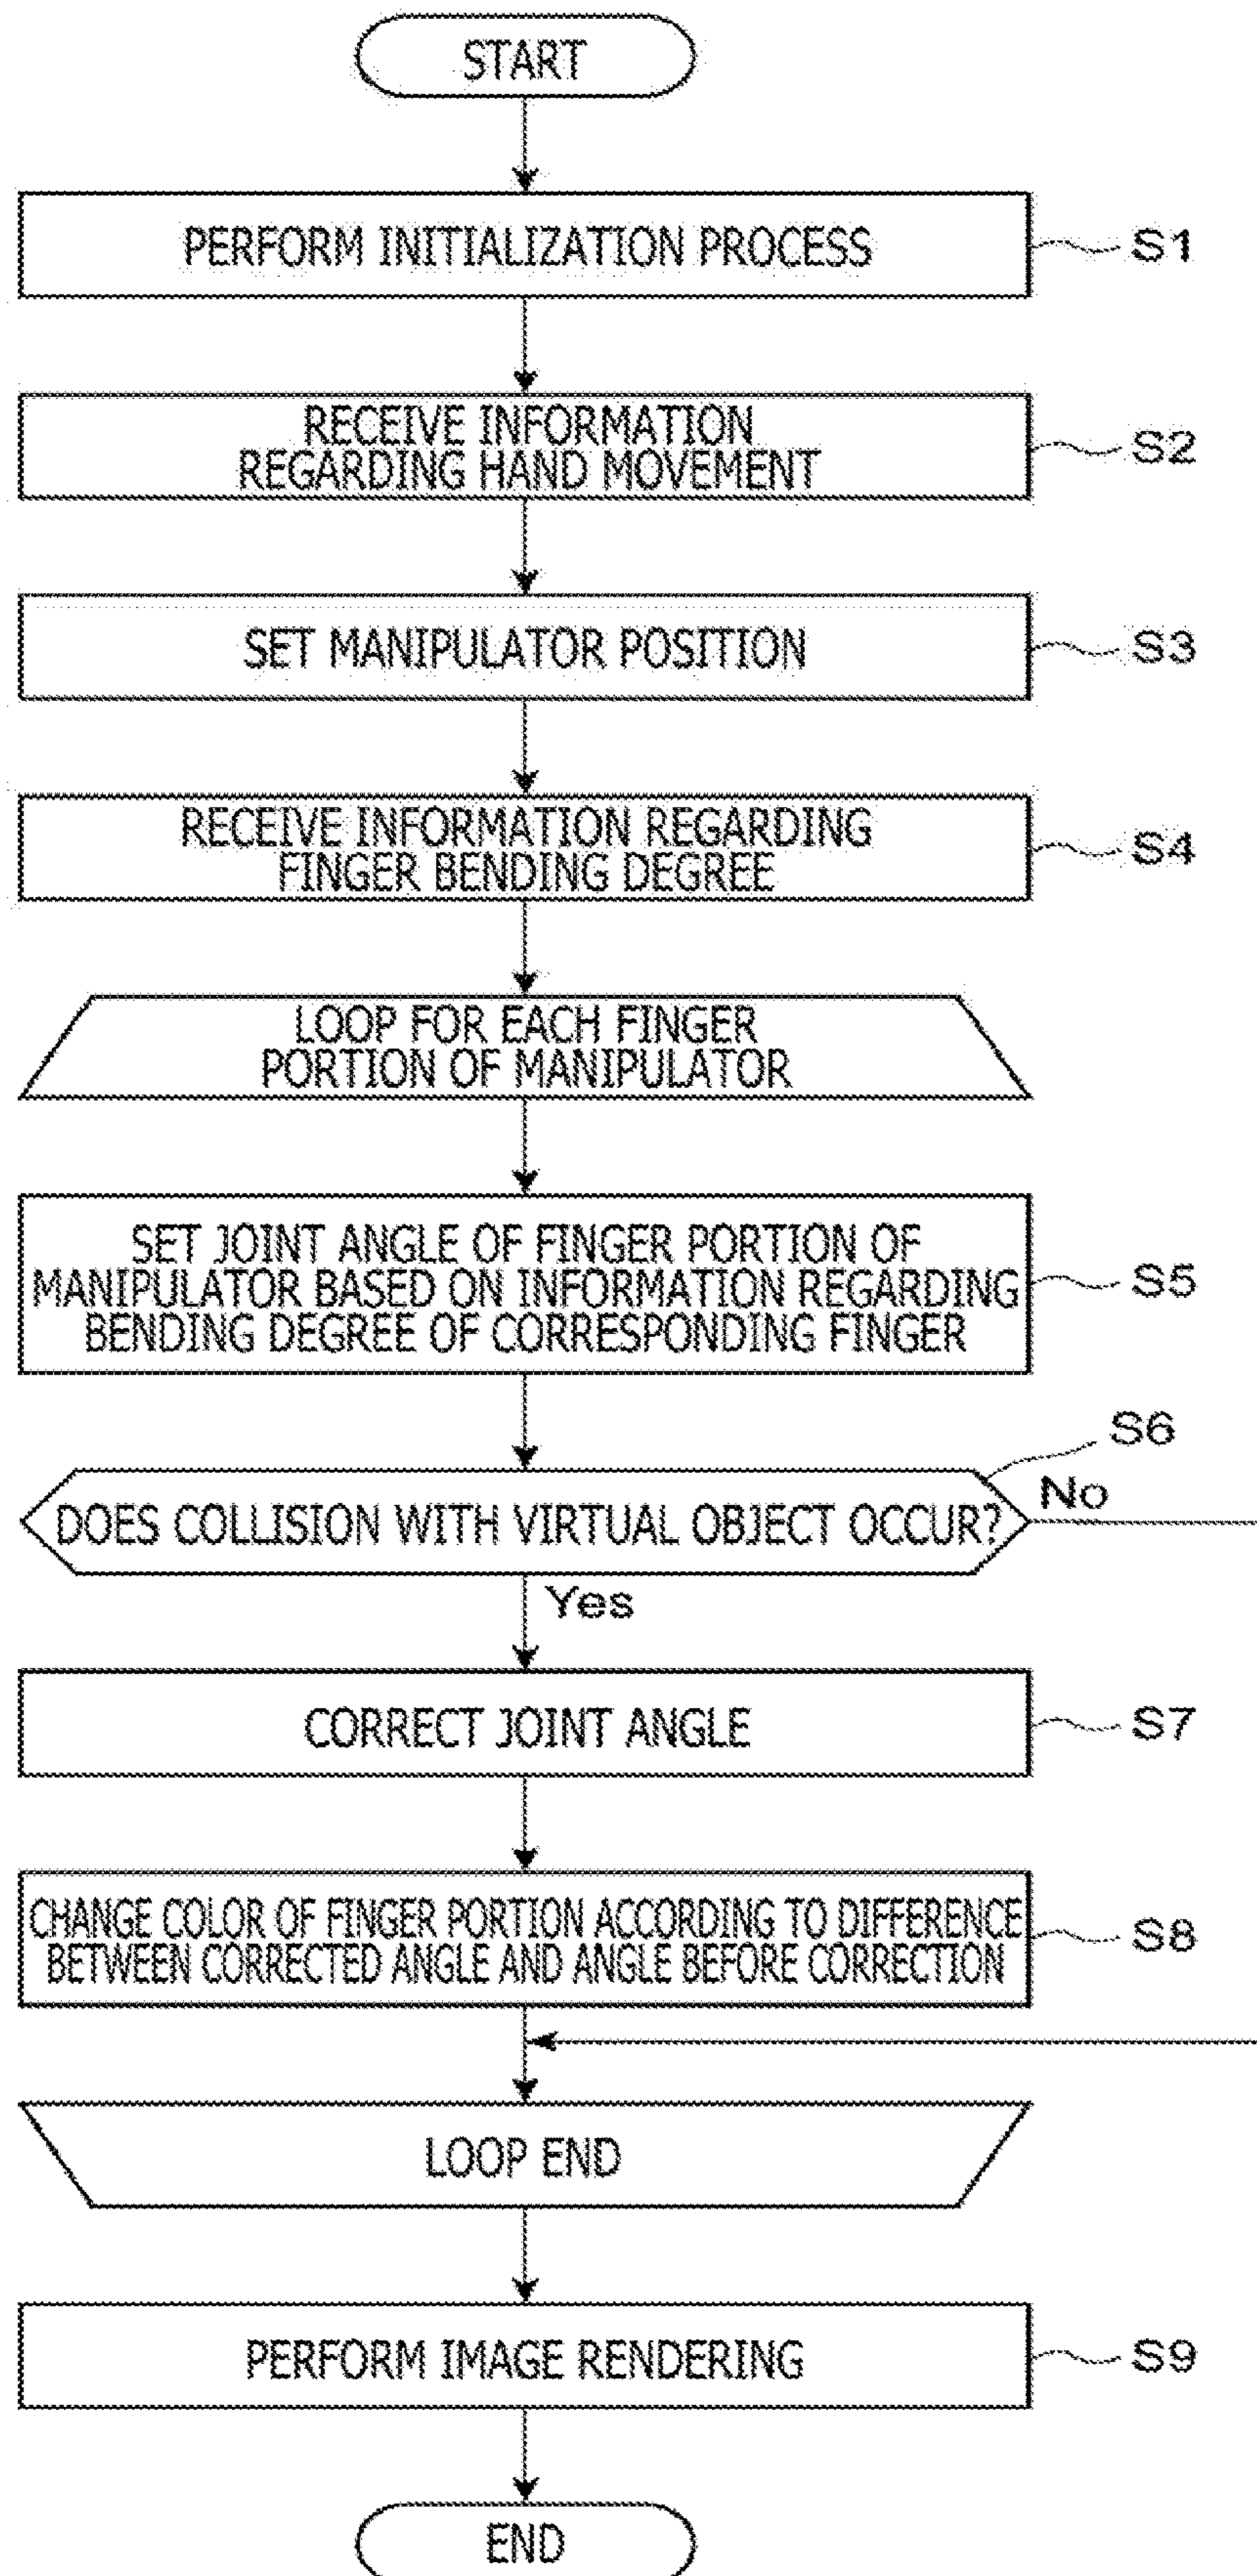 START
PERFORM INITIALIZATION PROCESS
S1
RECEIVE INFORMATION
REGARDING HAND MOVEMENT
S2
SET MANIPULATOR POSITION
S3
RECEIVE INFORMATION REGARDING
FINGER BENDING DEGREE
S4
LOOP FOR EACH FINGER
PORTION OF MANIPULATOR
SET JOINT ANGLE OF FINGER PORTION OF
MANIPULATOR BASED ON INFORMATION REGARDING
BENDING DEGREE OF CORRESPONDING FINGER
S5
S6
DOES COLLISION WITH VIRTUAL OBJECT OCCUR?
No
Yes
CORRECT JOINT ANGLE
S7
CHANGE COLOR OF FINGER PORTION ACCORDING TO DIFFERENCE
BETWEEN CORRECTED ANGLE AND ANGLE BEFORE CORRECTION
S8
LOOP END
PERFORM IMAGE RENDERING
S9
END